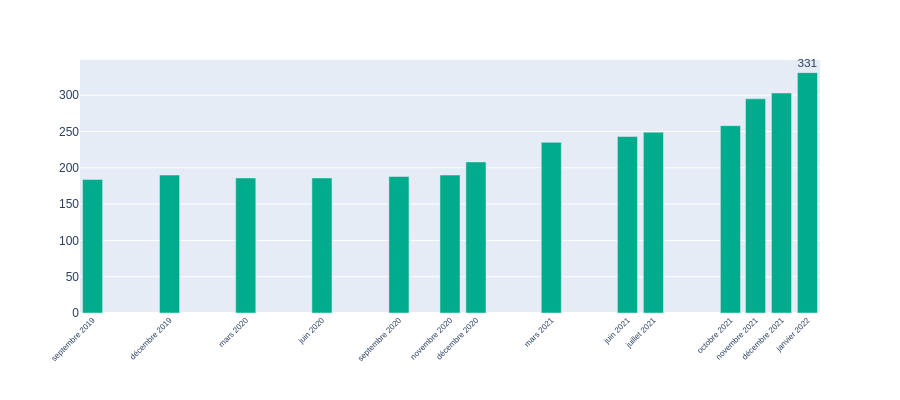 331
300
250
200
150
100
50
0
septembre 2019
décembre 2019
mars 2020
juin 2020
septembre 2020
novembre 2020
décembre 2020
mars 2021
juin 2021
juillet 2021
octobre 2021
novembre 2021
décembre 2021
janvier 2022